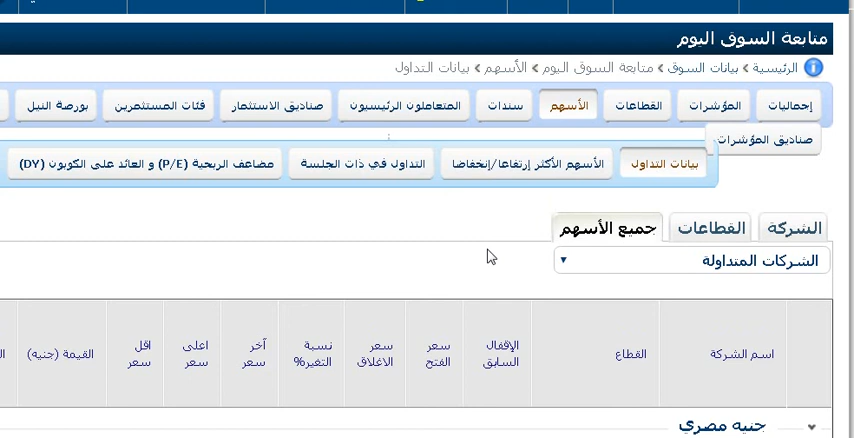 متابعة السوق اليوم
الرئيسية > بيانات السوق > متابعة السوق اليوم > الأسهم > بيانات التداول
إجماليات المؤشرات القطاعات الأسهم سندات المتعاملون الرئيسيون صناديق الاستثمار فئات المستثمرين بورصة النيل
صناديق المؤشرات
بيانات التداول الأسهم الأكثر إرتفاعا/إنخفاضا التداول في ذات الجلسة مضاعف الربحية (P/E) و العائد على الكوبون (DY)
الشركة القطاعات جميع الأسهم
الشركات المتداولة
اسم الشركة القطاع الإقفال السابق سعر الفتح سعر الاغلاق نسبة التغير% آخر سعر اعلى سعر اقل سعر القيمة (جنيه)
جنيه مصري